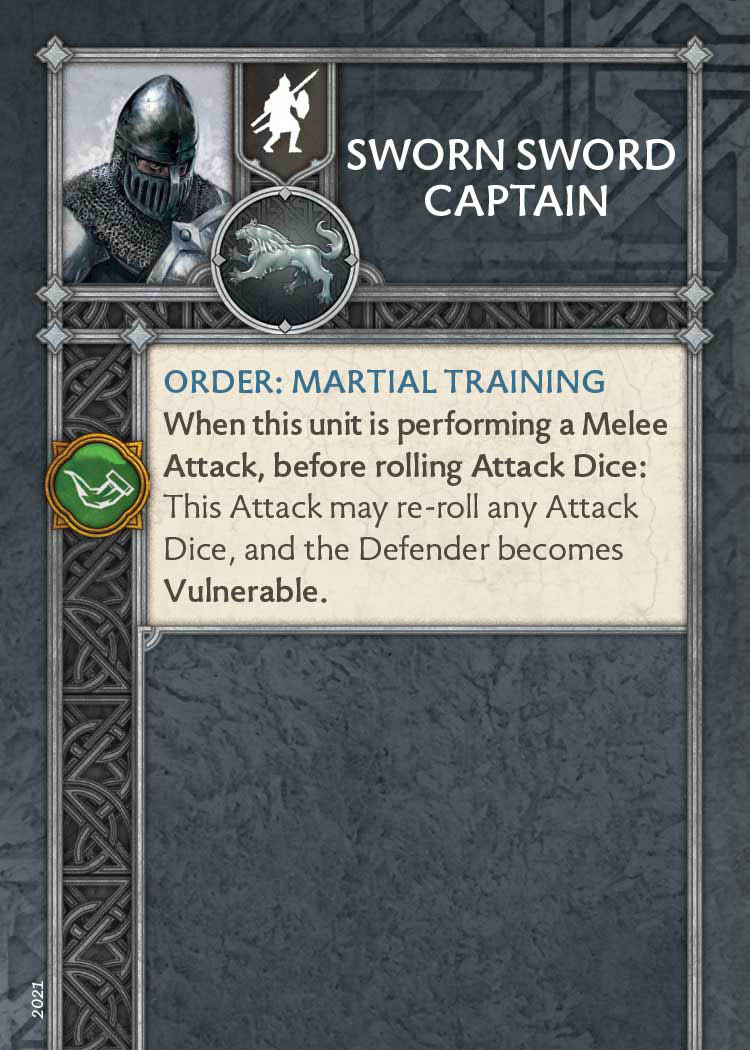 SWORN SWORD
CAPTAIN
ORDER: MARTIAL TRAINING
When this unit is performing a Melee
Attack, before rolling Attack Dice:
This Attack may re-roll any Attack
Dice, and the Defender becomes
Vulnerable.
2021